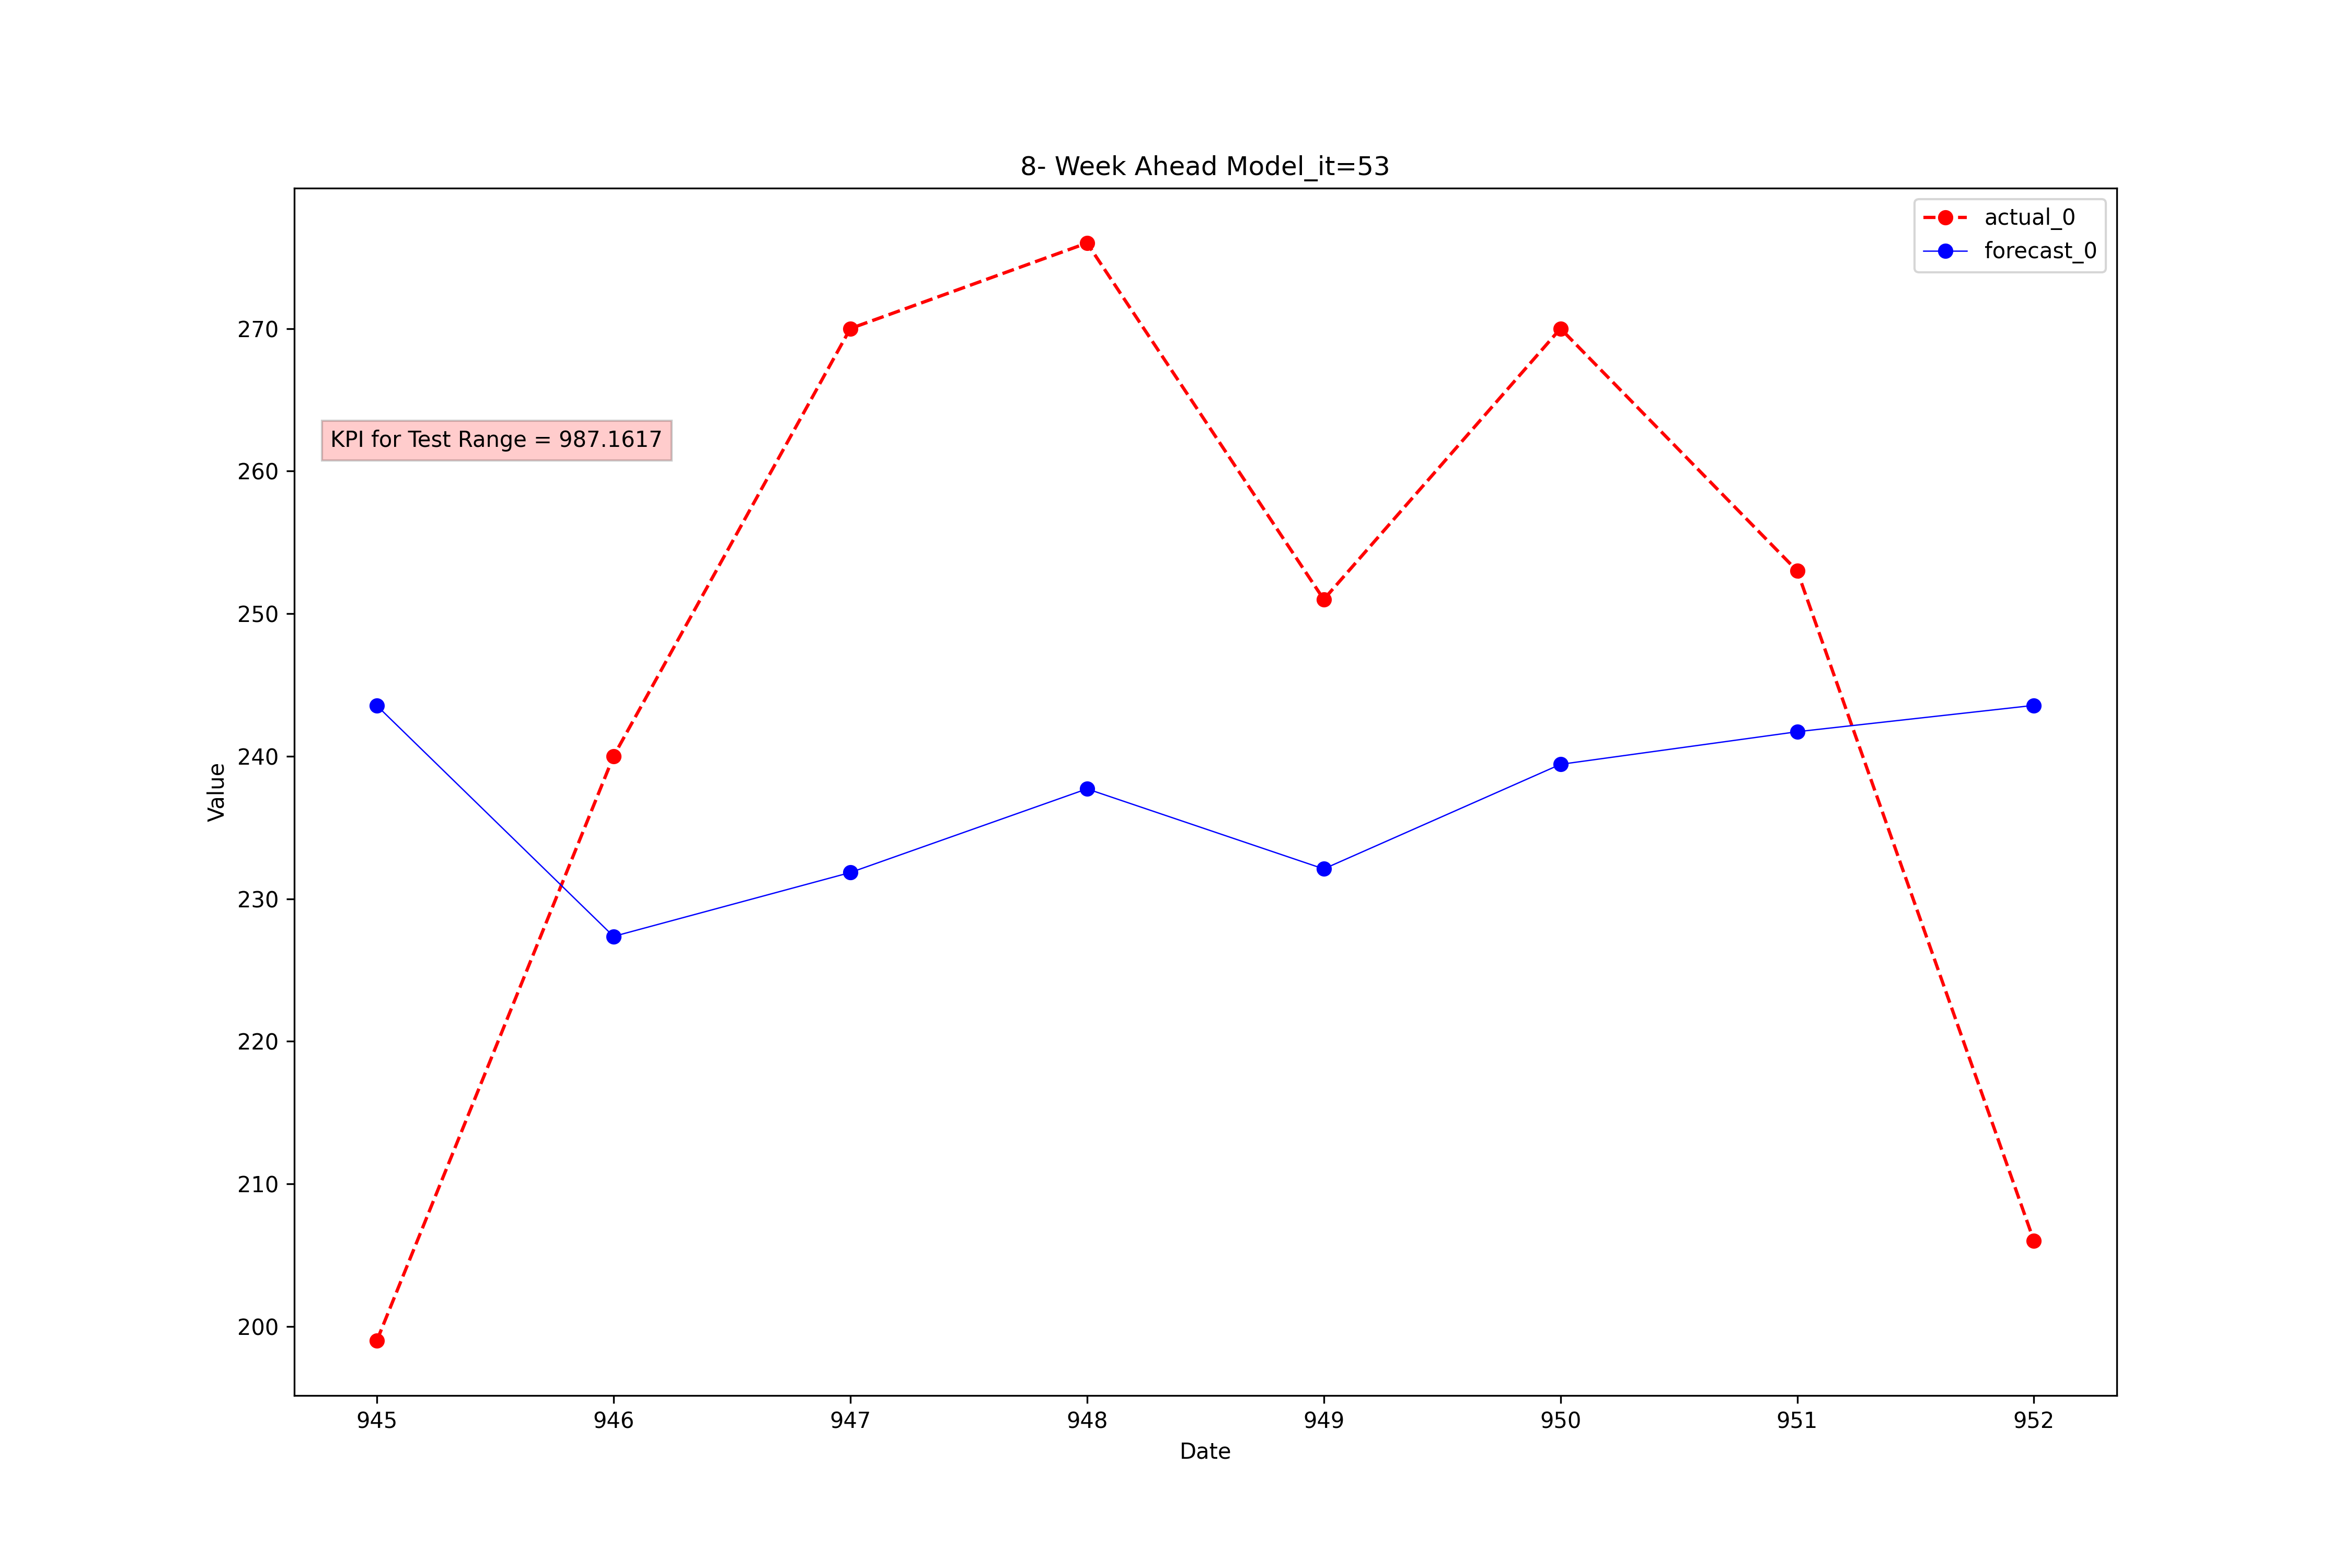 8- Week Ahead Model_it=53
actual_0
forecast_0
KPI for Test Range = 987.1617
270
260
250
240
230
220
210
200
Value
945 946 947 948 949 950 951 952
Date